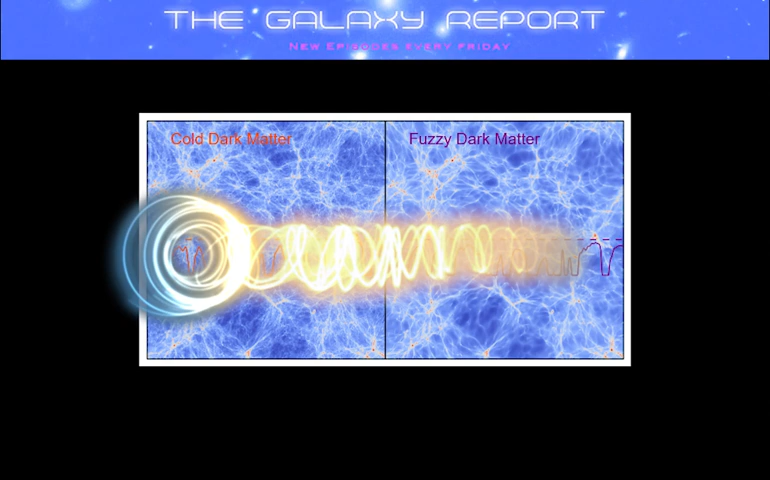 THE GALAXY REPORT
NEW EPISODES EVERY FRIDAY
Cold Dark Matter
Fuzzy Dark Matter